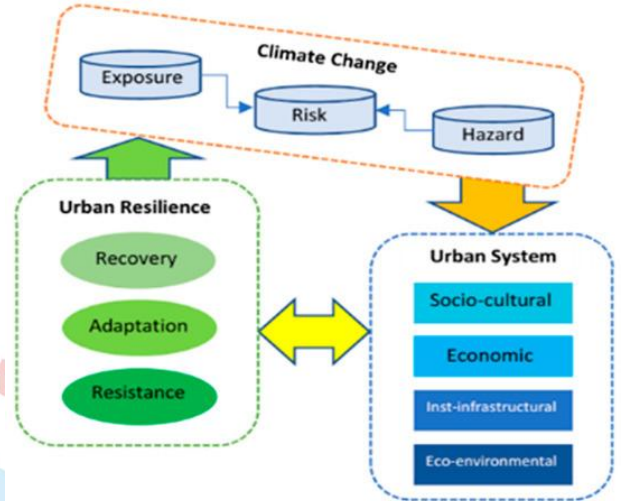 Climate Change
Exposure
Risk
Hazard
Urban Resilience
Recovery
Adaptation
Resistance
Urban System
Socio-cultural
Economic
Inst-infrastructural
Eco-environmental